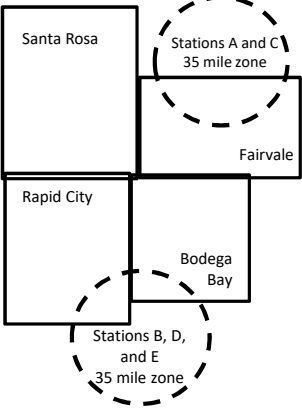 Santa Rosa
Stations A and C
35 mile zone
Fairvale
Rapid City
Bodega
Bay
Stations B, D,
and E
35 mile zone